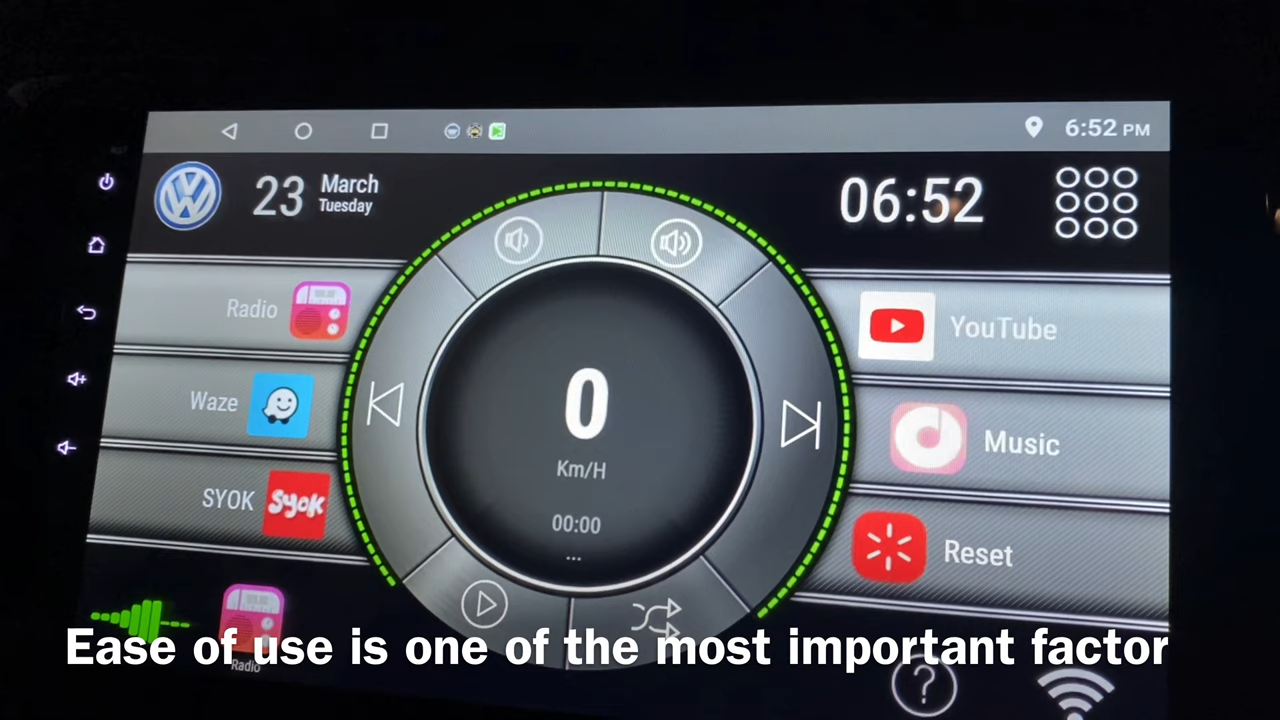 6:52 PM
23
March
Tuesday
06:52
Radio
YouTube
Waze
Music
SYOK
SYOK
Reset
0
Km/H
00:00
...
Ease of use is one of the most important factor
Radio
?